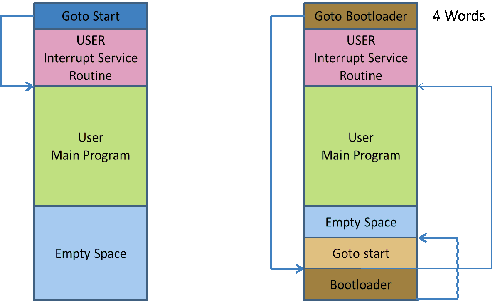 Goto Start
USER
Interrupt Service
Routine
User
Main Program
Empty Space
Goto Bootloader
4 Words
USER
Interrupt Service
Routine
User
Main Program
Empty Space
Goto start
Bootloader